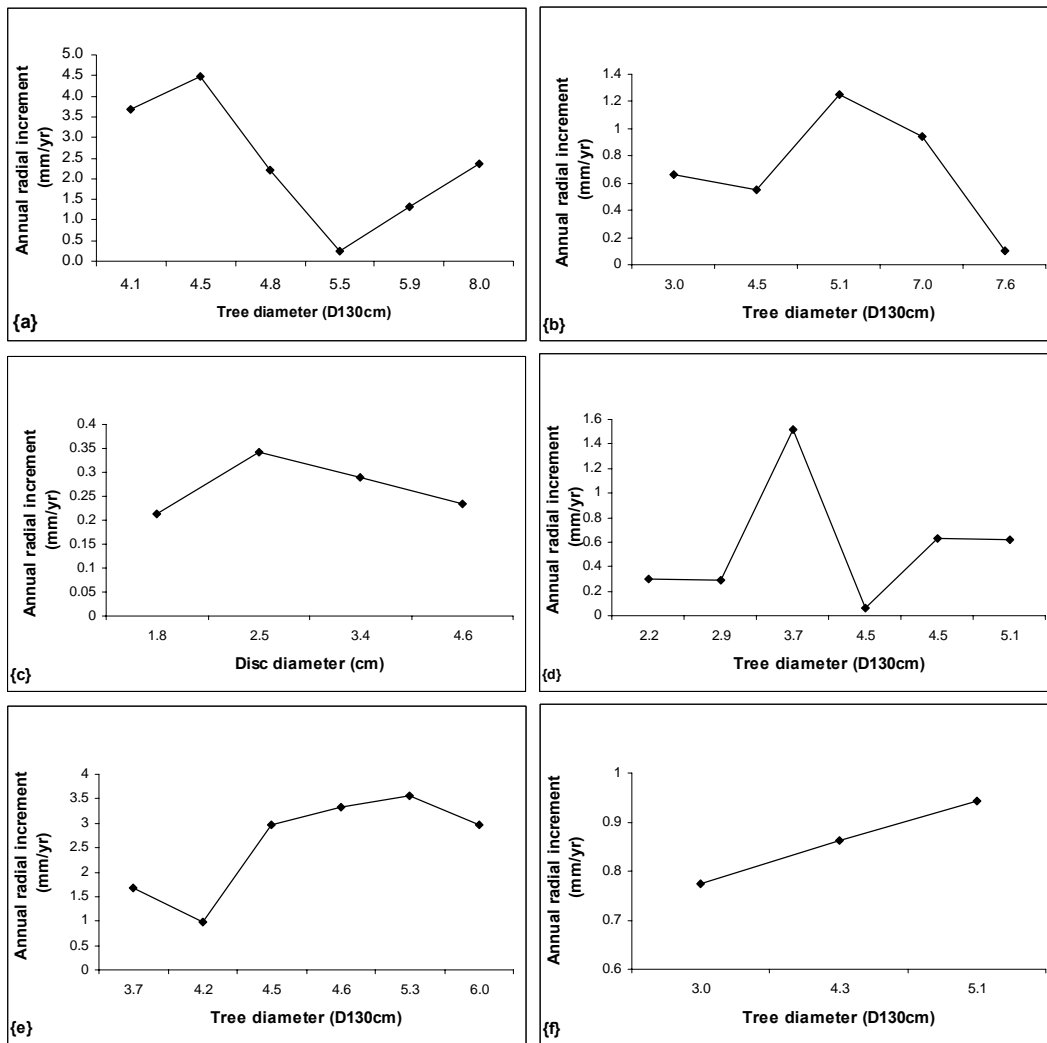 Annual radial increment
(mm/yr)
5.0
4.5
4.0
3.5
3.0
2.5
2.0
1.5
1.0
0.5
0.0
4.1 4.5 4.8 5.5 5.9 8.0
Tree diameter (D130cm)
{a}
Annual radial increment
(mm/yr)
1.4
1.2
1
0.8
0.6
0.4
0.2
0
3.0 4.5 5.1 7.0 7.6
Tree diameter (D130cm)
{b}
Annual radial increment
(mm/yr)
0.4
0.35
0.3
0.25
0.2
0.15
0.1
0.05
0
1.8 2.5 3.4 4.6
Disc diameter (cm)
{c}
Annual radial increment
(mm/yr)
1.6
1.4
1.2
1
0.8
0.6
0.4
0.2
0
2.2 2.9 3.7 4.5 4.5 5.1
Tree diameter (D130cm)
{d}
Annual radial increment
(mm/yr)
4
3.5
3
2.5
2
1.5
1
0.5
0
3.7 4.2 4.5 4.6 5.3 6.0
Tree diameter (D130cm)
{e}
Annual radial increment
(mm/yr)
1
0.9
0.8
0.7
0.6
3.0 4.3 5.1
Tree diameter (D130cm)
{f}